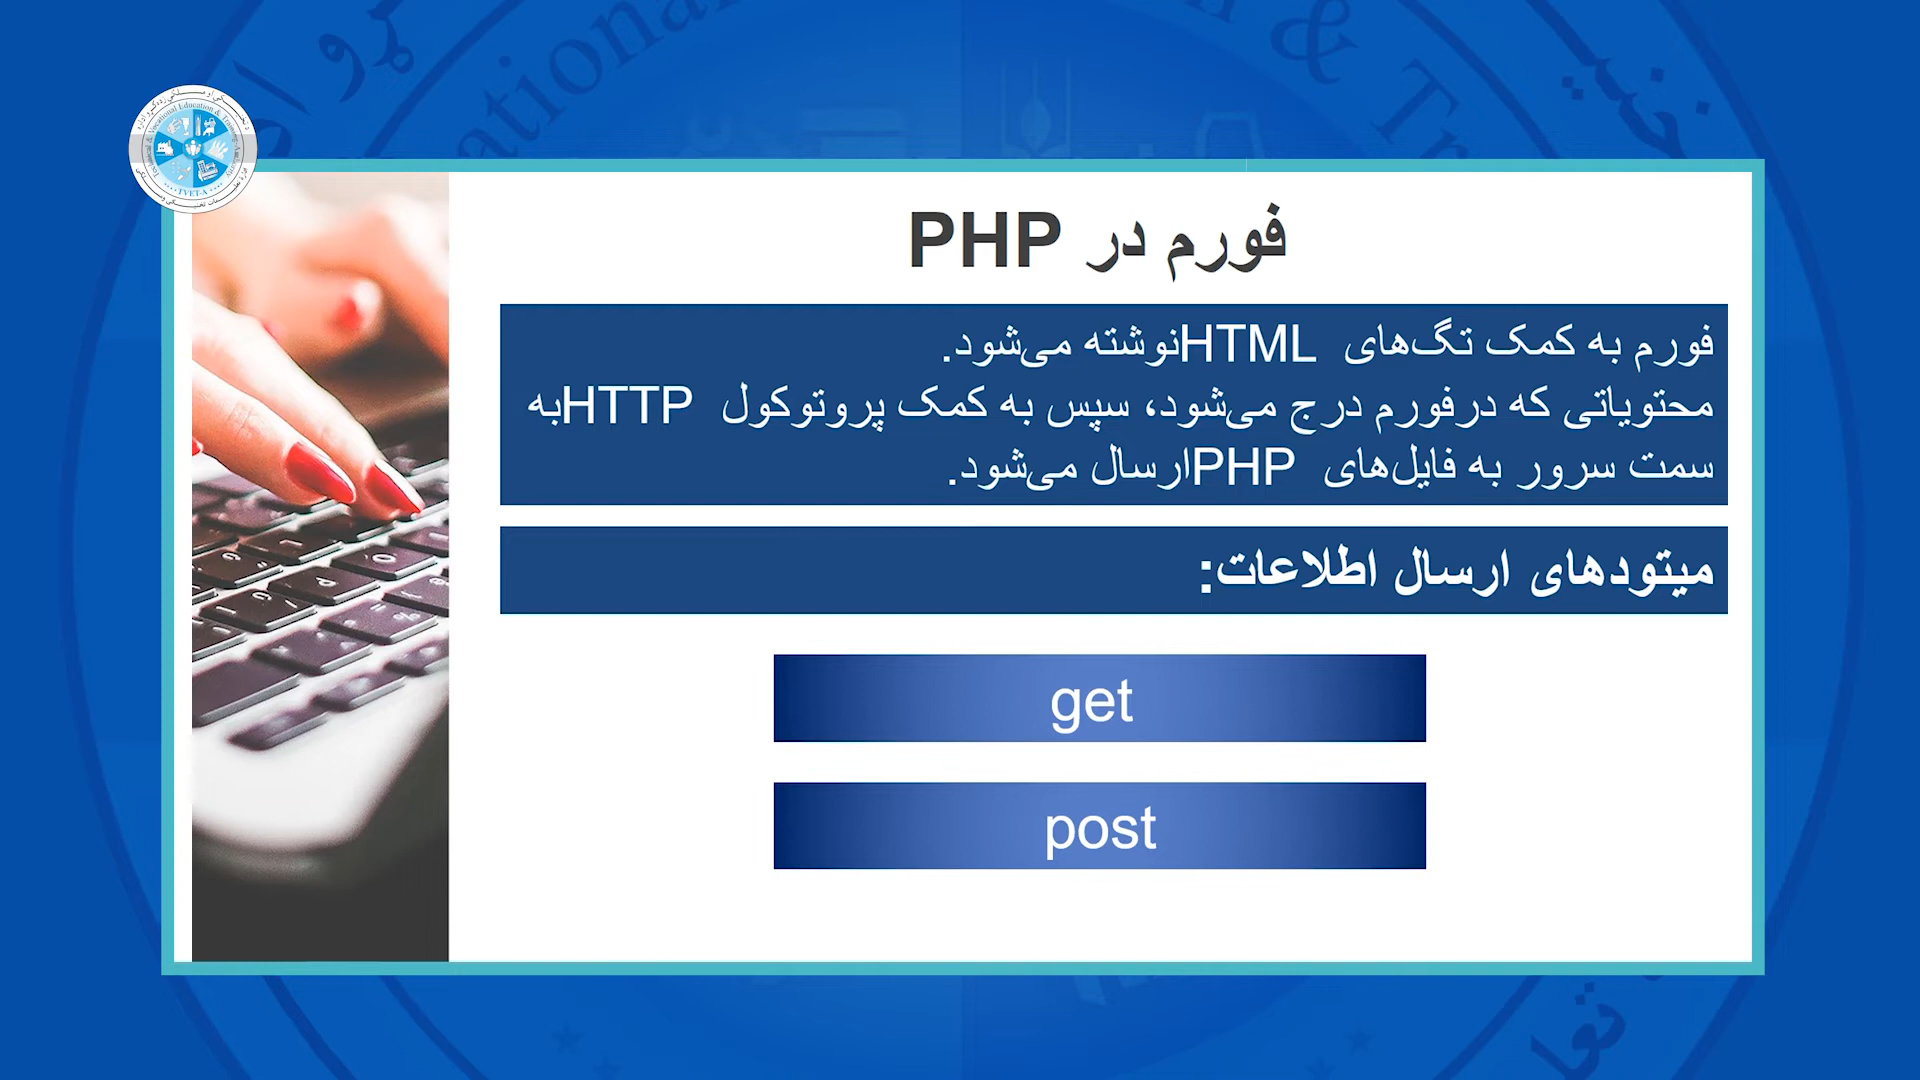 فورم در PHP
فورم به کمک تگ‌های HTML نوشته می‌شود.
محتویاتی که درفورم درج می‌شود، سپس به کمک پروتوکول HTTP به
سمت سرور به فایل‌های PHP ارسال می‌شود.
میتودهای ارسال اطلاعات:
get
post